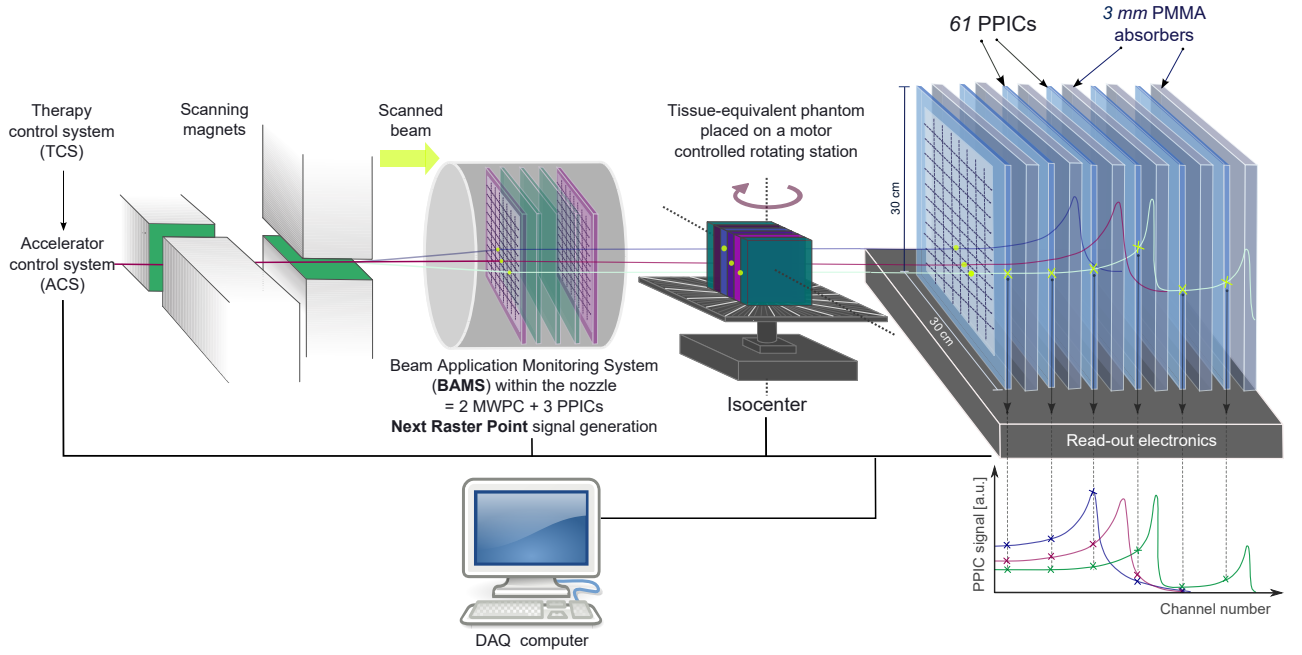 61 PPICs
3 mm PMMA
absorbers
Therapy
control system
(TCS)
Scanning
magnets
Scanned
beam
Tissue-equivalent phantom
placed on a motor
controlled rotating station
30 cm
Accelerator
control system
(ACS)
30 cm
Beam Application Monitoring System
(BAMS) within the nozzle
= 2 MWPC + 3 PPICs
Next Raster Point signal generation
Isocenter
Read-out electronics
PPIC signal [a.u.]
Channel number
DAQ computer